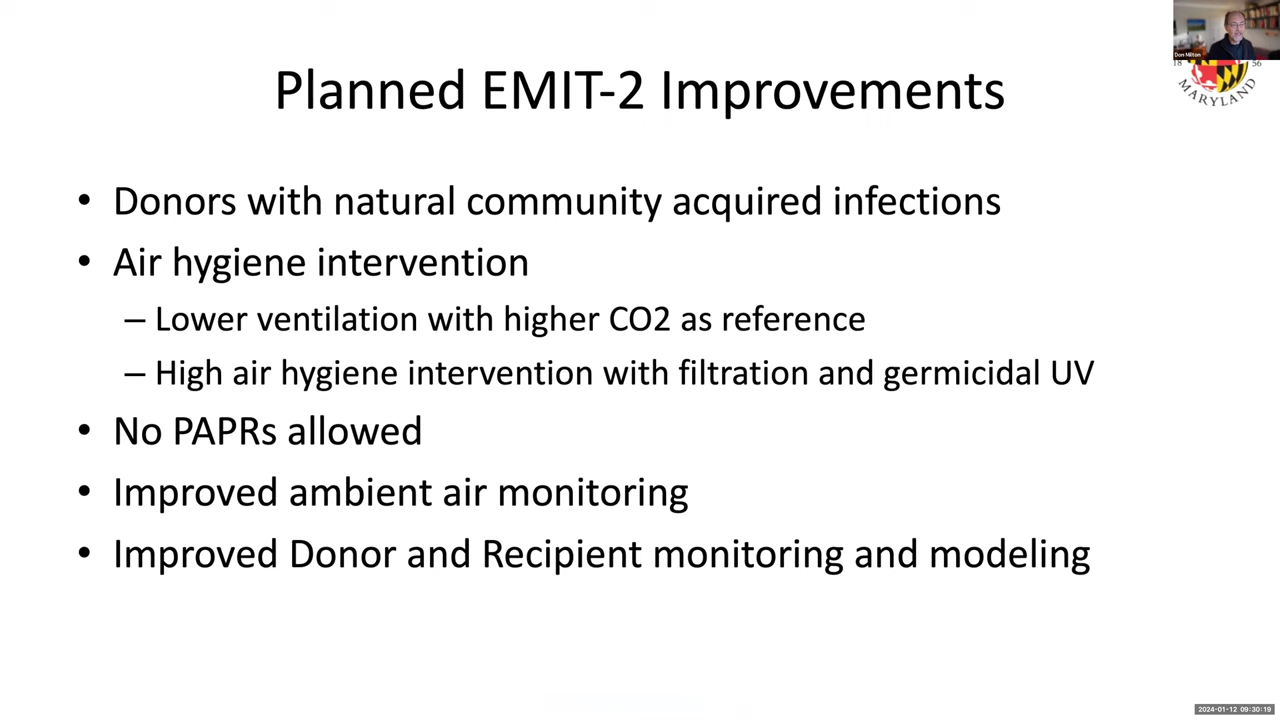 Don Milton
18 56
MARYLAND
Planned EMIT-2 Improvements
• Donors with natural community acquired infections
• Air hygiene intervention
– Lower ventilation with higher CO2 as reference
– High air hygiene intervention with filtration and germicidal UV
• No PAPRs allowed
• Improved ambient air monitoring
• Improved Donor and Recipient monitoring and modeling
2024-01-12 09:30:19